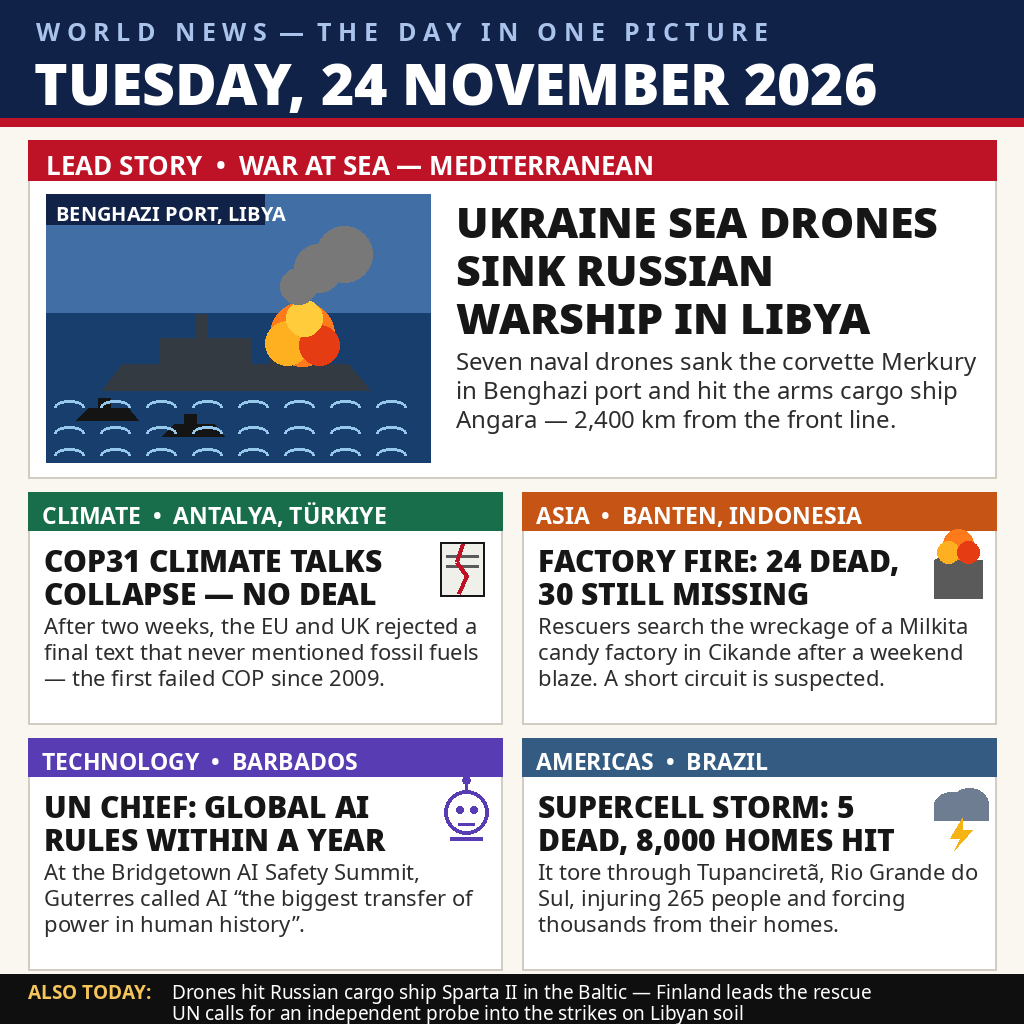 WORLD NEWS — THE DAY IN ONE PICTURE
TUESDAY, 24 NOVEMBER 2026
LEAD STORY • WAR AT SEA — MEDITERRANEAN
BENGHAZI PORT, LIBYA
UKRAINE SEA DRONES
SINK RUSSIAN
WARSHIP IN LIBYA
Seven naval drones sank the corvette Merkury
in Benghazi port and hit the arms cargo ship
Angara — 2,400 km from the front line.
CLIMATE • ANTALYA, TÜRKIYE
COP31 CLIMATE TALKS
COLLAPSE — NO DEAL
After two weeks, the EU and UK rejected a
final text that never mentioned fossil fuels
— the first failed COP since 2009.
ASIA • BANTEN, INDONESIA
FACTORY FIRE: 24 DEAD,
30 STILL MISSING
Rescuers search the wreckage of a Milkita
candy factory in Cikande after a weekend
blaze. A short circuit is suspected.
TECHNOLOGY • BARBADOS
UN CHIEF: GLOBAL AI
RULES WITHIN A YEAR
At the Bridgetown AI Safety Summit,
Guterres called AI “the biggest transfer of
power in human history”.
AMERICAS • BRAZIL
SUPERCELL STORM: 5
DEAD, 8,000 HOMES HIT
It tore through Tupanciretã, Rio Grande do
Sul, injuring 265 people and forcing
thousands from their homes.
ALSO TODAY: Drones hit Russian cargo ship Sparta II in the Baltic — Finland leads the rescue
UN calls for an independent probe into the strikes on Libyan soil